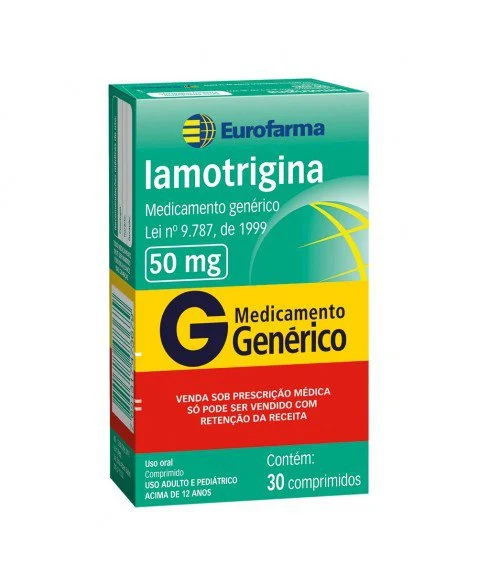 Eurofarma
lamotrigina
Medicamento genérico
Lei nº 9.787, de 1999
50 mg
G Medicamento
Genérico
VENDA SOB PRESCRIÇÃO MÉDICA
SÓ PODE SER VENDIDO COM
RETENÇÃO DA RECEITA
Uso oral
Comprimido
USO ADULTO E PEDIÁTRICO
ACIMA DE 12 ANOS
Contém:
30 comprimidos